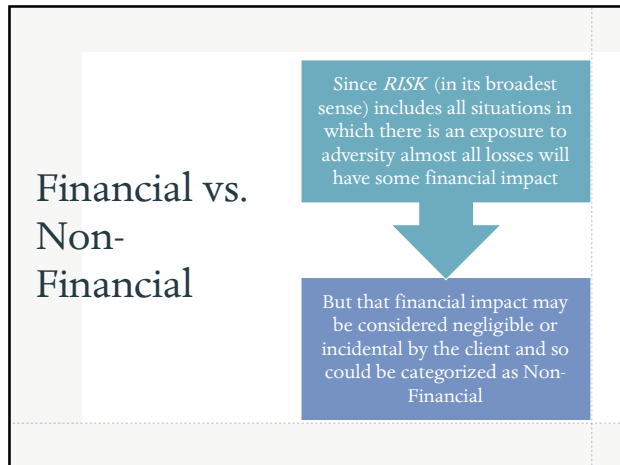 Financial vs.
Non-
Financial
Since RISK (in its broadest
sense) includes all situations in
which there is an exposure to
adversity almost all losses will
have some financial impact
But that financial impact may
be considered negligible or
incidental by the client and so
could be categorized as Non-
Financial